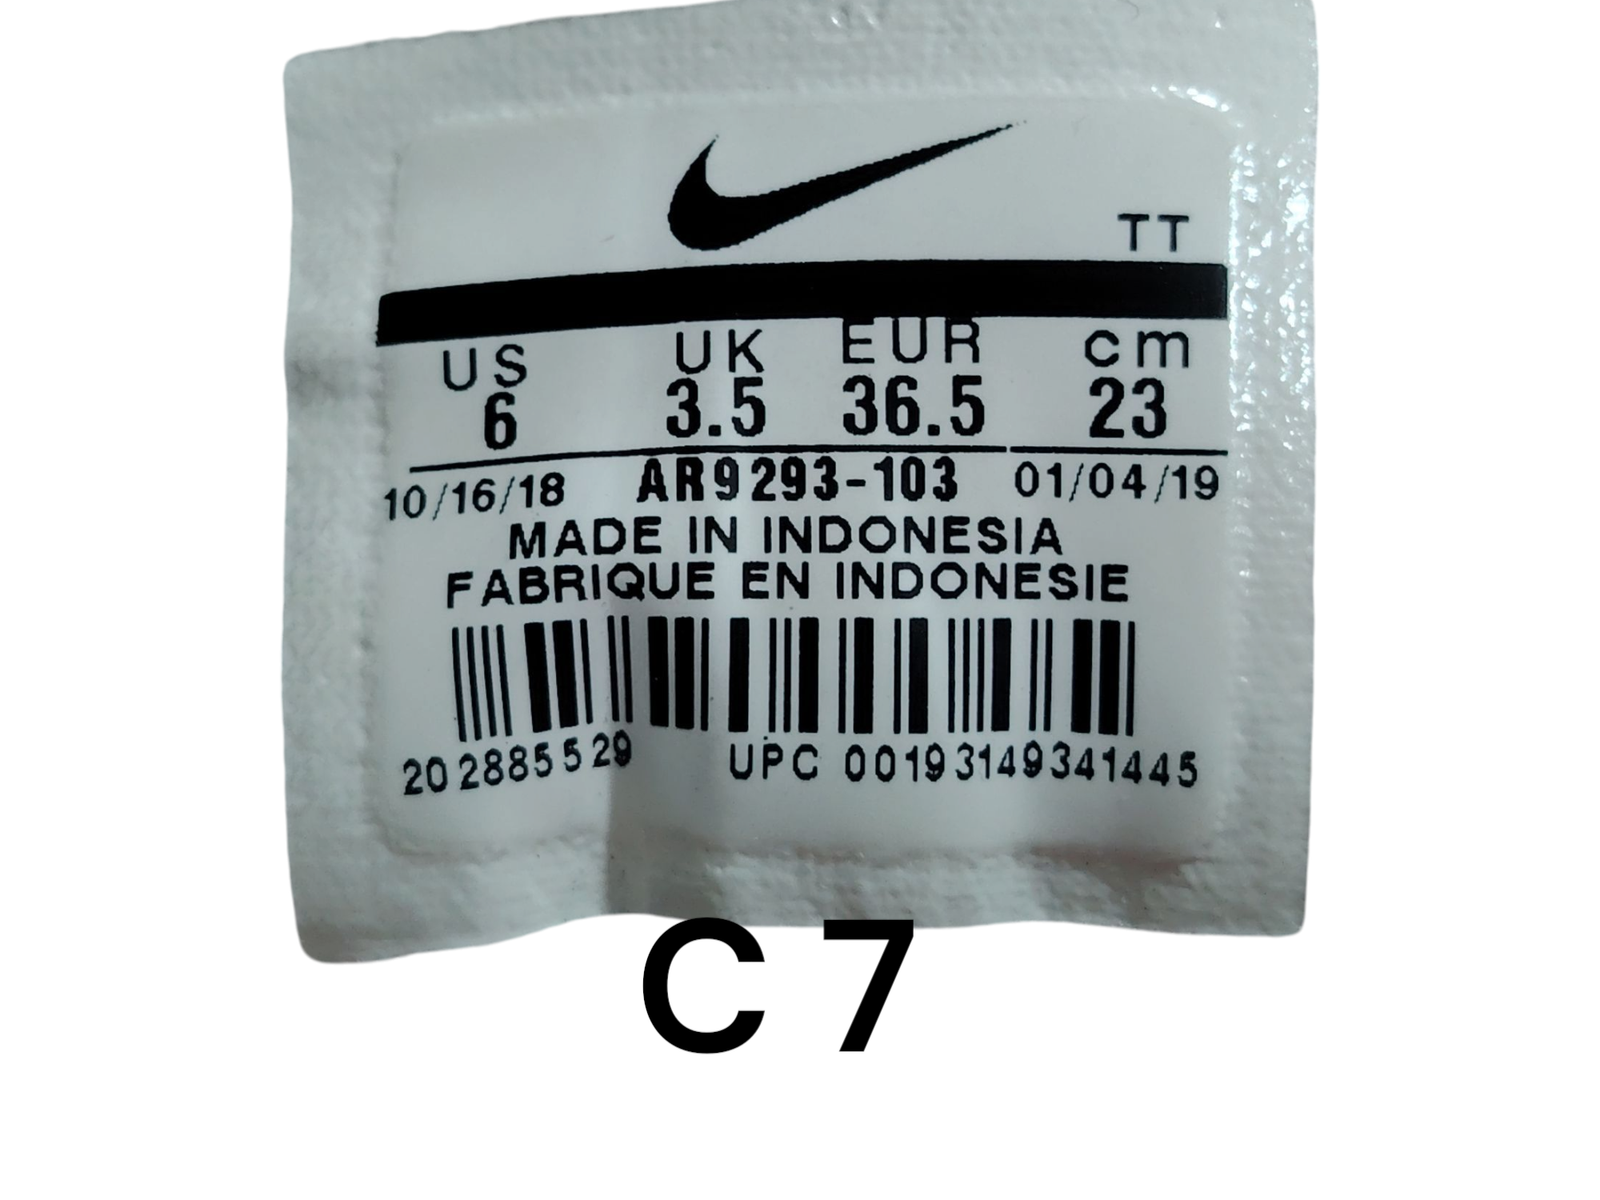 TT
US UK EUR cm
6 3.5 36.5 23
10/16/18 AR9293-103 01/04/19
MADE IN INDONESIA
FABRIQUE EN INDONESIE
202885529 UPC 00193149341445
C 7